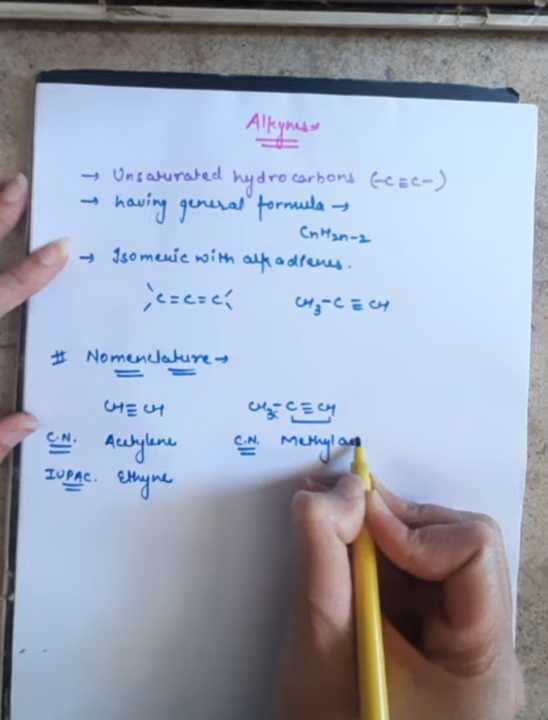 Alkynes
→ Unsaturated hydrocarbons (-C≡C-)
→ having general formula →
CnH2n-2
→ Isomeric with alkadienes.
C=C=C CH3-C≡CH
# Nomenclature →
CH≡CH CH3-C≡CH
C.N. Acetylene C.N. Methyl a
IUPAC. Ethyne